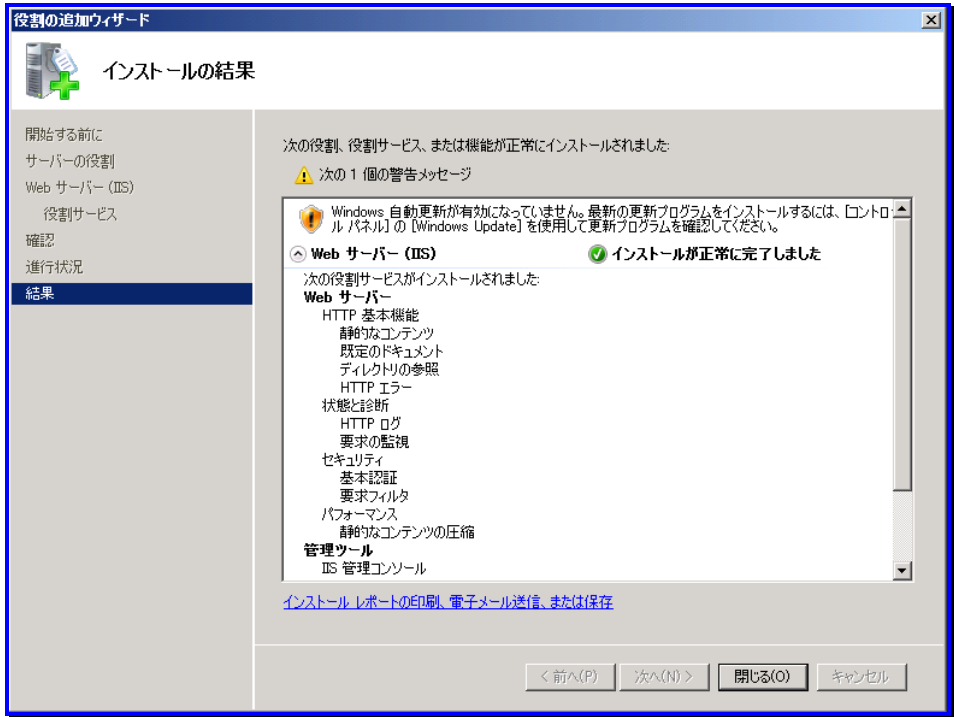 役割の追加ウィザード
インストールの結果
開始する前に
サーバーの役割
Web サーバー (IIS)
役割サービス
確認
進行状況
結果
次の役割、役割サービス、または機能が正常にインストールされました:
次の 1 個の警告メッセージ
Windows 自動更新が有効になっていません。最新の更新プログラムをインストールするには、[コントロー
ル パネル] の [Windows Update] を使用して更新プログラムを確認してください。
Web サーバー (IIS) インストールが正常に完了しました
次の役割サービスがインストールされました:
Web サーバー
HTTP 基本機能
静的なコンテンツ
既定のドキュメント
ディレクトリの参照
HTTP エラー
状態と診断
HTTP ログ
要求の監視
セキュリティ
基本認証
要求フィルタ
パフォーマンス
静的なコンテンツの圧縮
管理ツール
IIS 管理コンソール
インストール レポートの印刷、電子メール送信、または保存
< 前へ(P) 次へ(N) > 閉じる(O) キャンセル